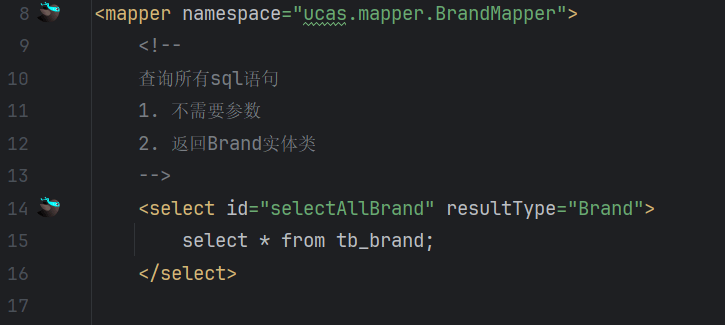 8 <mapper namespace="ucas.mapper.BrandMapper">
9 <!--
10 查询所有sql语句
11 1. 不需要参数
12 2. 返回Brand实体类
13 -->
14 <select id="selectAllBrand" resultType="Brand">
15 select * from tb_brand;
16 </select>
17